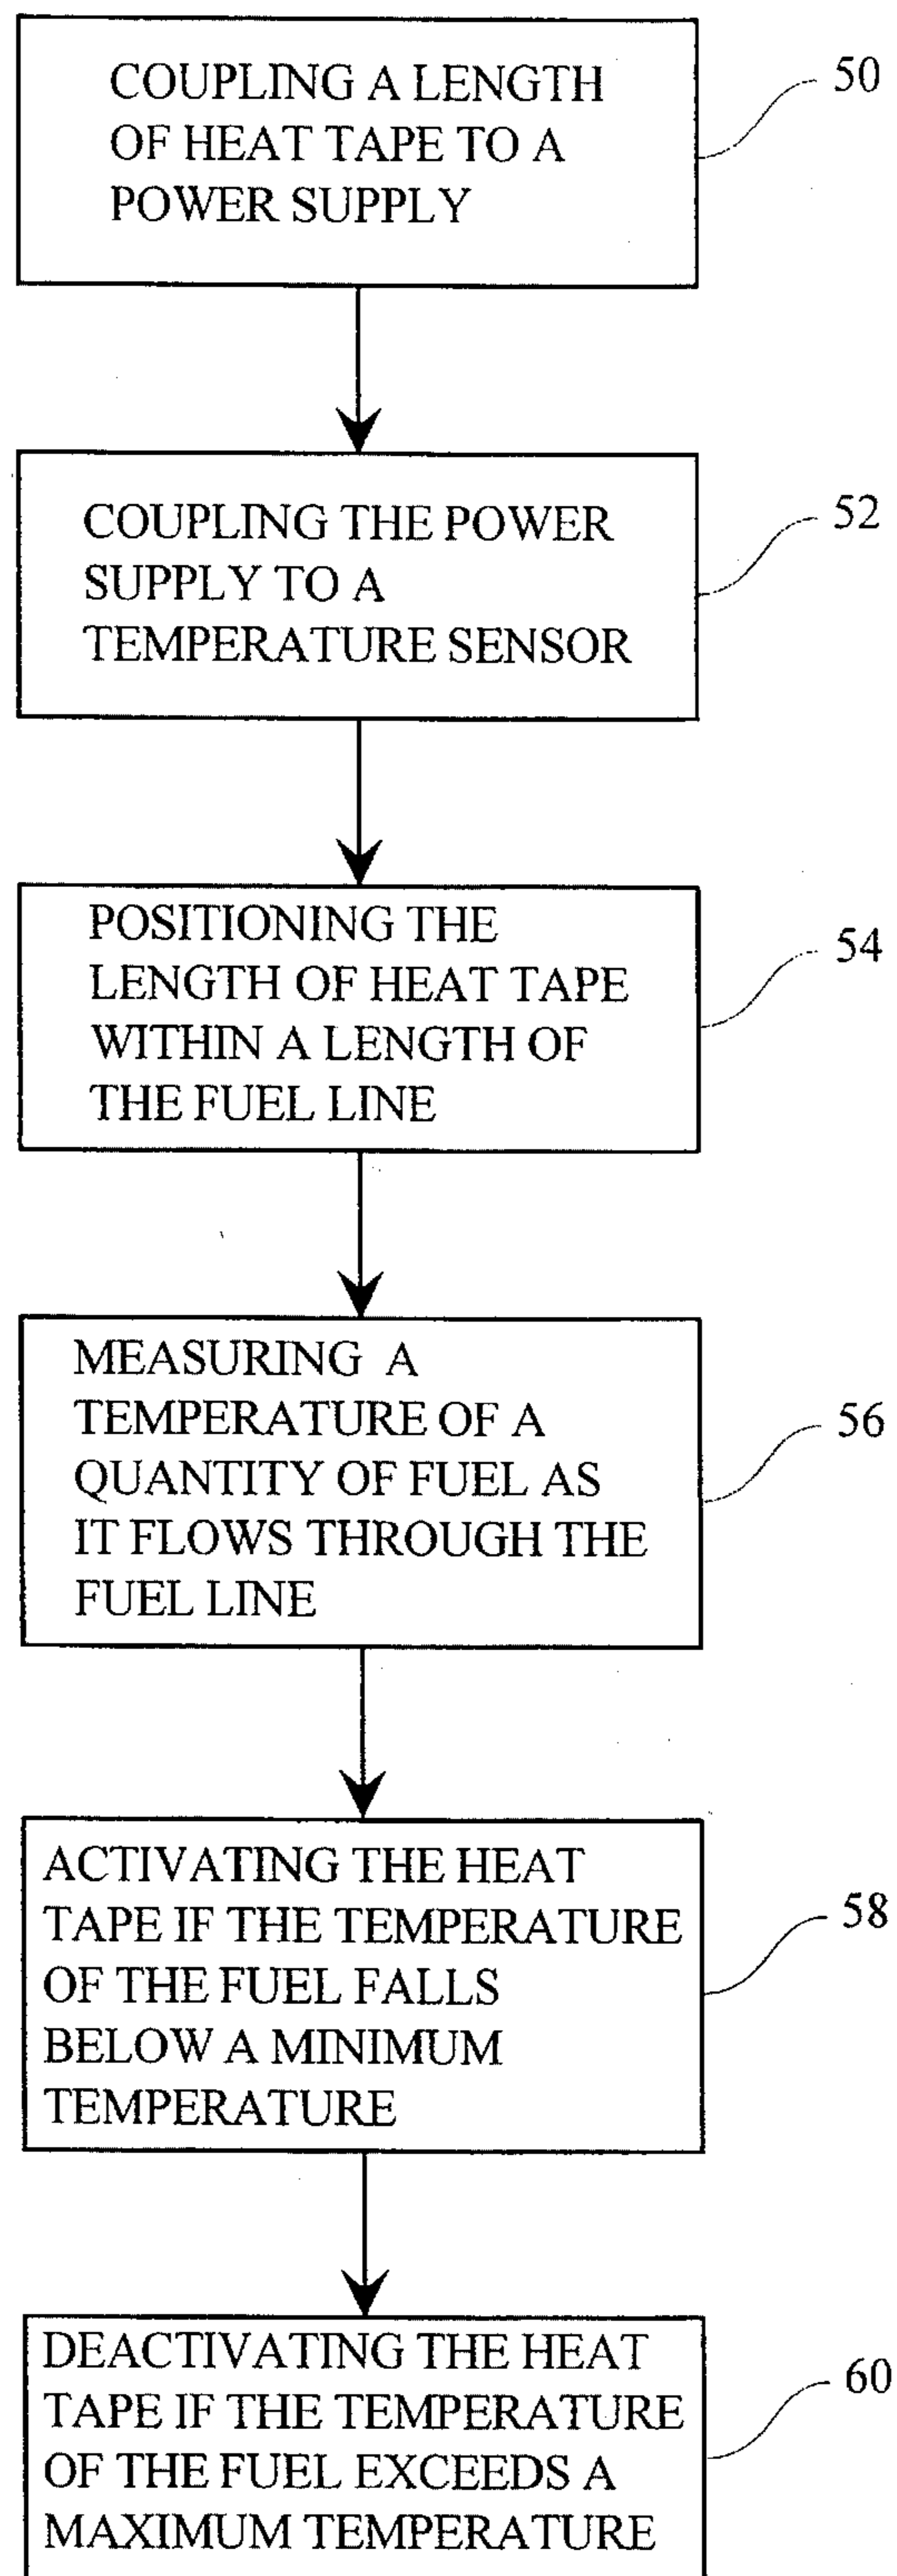 COUPLING A LENGTH
OF HEAT TAPE TO A
POWER SUPPLY
50
COUPLING THE POWER
SUPPLY TO A
TEMPERATURE SENSOR
52
POSITIONING THE
LENGTH OF HEAT TAPE
WITHIN A LENGTH OF
THE FUEL LINE
54
MEASURING A
TEMPERATURE OF A
QUANTITY OF FUEL AS
IT FLOWS THROUGH THE
FUEL LINE
56
ACTIVATING THE HEAT
TAPE IF THE TEMPERATURE
OF THE FUEL FALLS
BELOW A MINIMUM
TEMPERATURE
58
DEACTIVATING THE HEAT
TAPE IF THE TEMPERATURE
OF THE FUEL EXCEEDS A
MAXIMUM TEMPERATURE
60